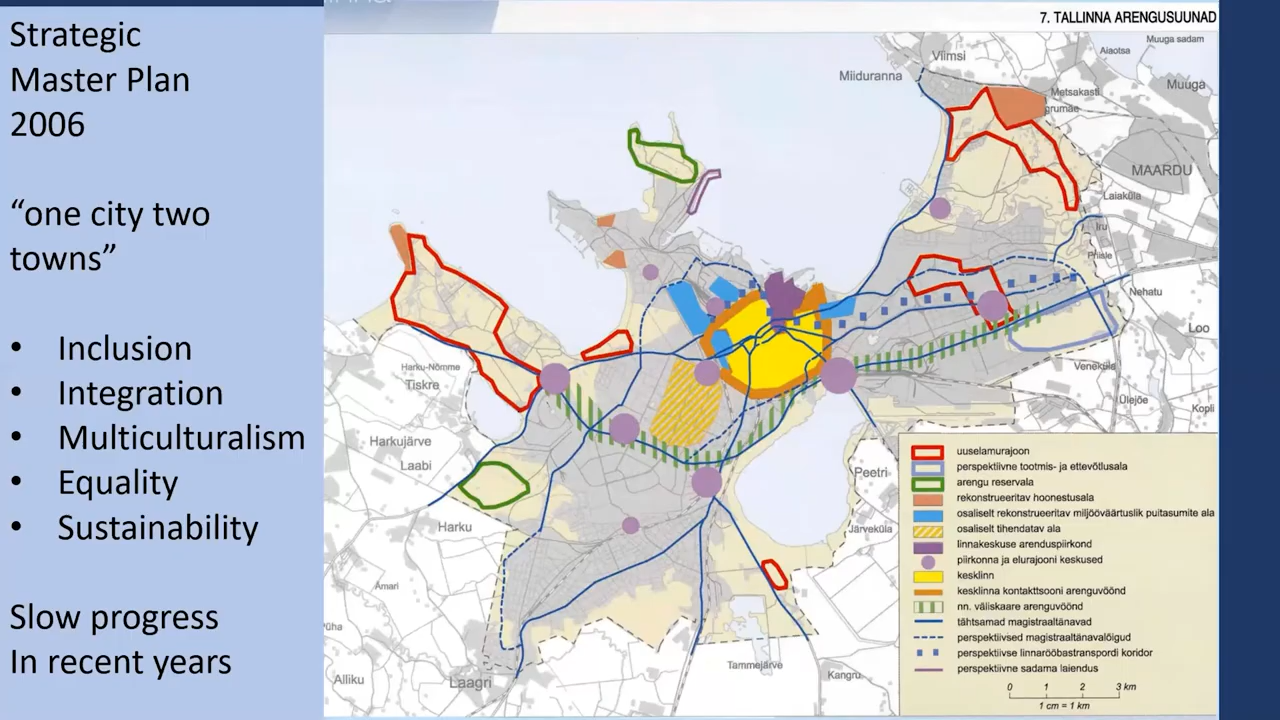 Strategic
Master Plan
2006
“one city two
towns”
• Inclusion
• Integration
• Multiculturalism
• Equality
• Sustainability
Slow progress
In recent years
7. TALLINNA ARENGUSUUNAD
Muuga sadam
Viimsi
Aiaotsa
Miiduranna
Muuga
Metsakasti
MAARDU
Laiaküla
Iru
Priisle
Nehatu
Loo
Harku-Nõmme
Tiskre
Veneküla
Ülejõe
Kopli
Harkujärve
Laabi
Peetri
Harku
Järveküla
Ämari
Tammejärve
Kangru
Alliku
Laagri
uuselamurajoon
perspektiivne tootmis- ja ettevõtlusala
arengu reservala
rekonstrueeritav hoonestusala
osaliselt rekonstrueeritav miljööväärtuslik puitasumite ala
osaliselt tihendatav ala
linnakeskuse arenduspiirkond
piirkonna ja elurajooni keskused
kesklinn
kesklinna kontakttsooni arenguvöönd
nn. väliskaare arenguvöönd
tähtsamad magistraaltänavad
perspektiivsed magistraaltänavalõigud
perspektiivse linnarööbastranspordi koridor
perspektiivne sadama laiendus
0 1 2 3 km
1 cm = 1 km